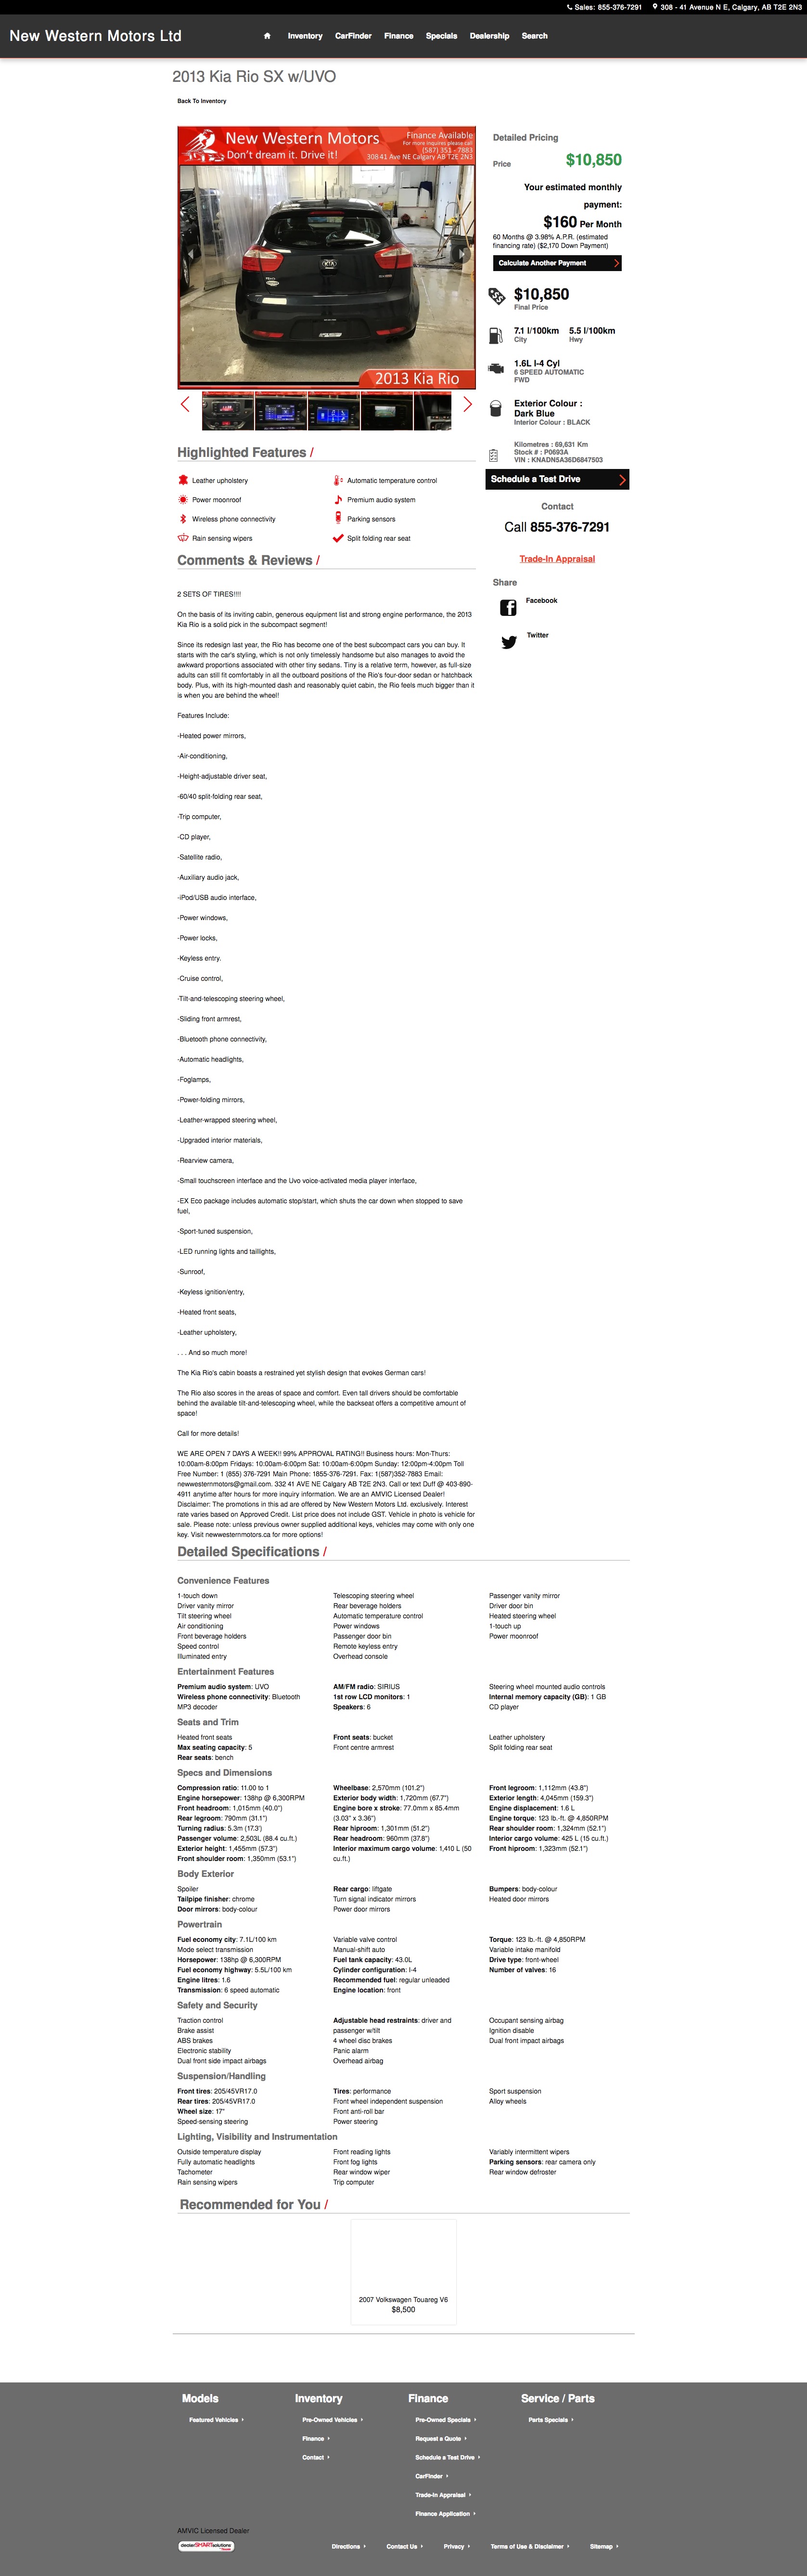 Sales: 855-376-7291 308 - 41 Avenue N E, Calgary, AB T2E 2N3
New Western Motors Ltd
Inventory CarFinder Finance Specials Dealership Search
2013 Kia Rio SX w/UVO
Back To Inventory
New Western Motors
Don't dream it. Drive it!
Finance Available
For more inquires please call
(587) 351 - 7883
308 41 Ave NE Calgary AB T2E 2N3
KIA
2013 Kia Rio
Detailed Pricing
Price $10,850
Your estimated monthly
payment:
$160 Per Month
60 Months @ 3.98% A.P.R. (estimated
financing rate) ($2,170 Down Payment)
Calculate Another Payment
$10,850
Final Price
7.1 l/100km 5.5 l/100km
City Hwy
1.6L I-4 Cyl
6 SPEED AUTOMATIC
FWD
Exterior Colour :
Dark Blue
Interior Colour : BLACK
Kilometres : 69,631 Km
Stock # : P0693A
VIN : KNADN5A36D6847503
Schedule a Test Drive
Contact
Call 855-376-7291
Trade-In Appraisal
Share
Facebook
Twitter
Highlighted Features /
Leather upholstery Automatic temperature control
Power moonroof Premium audio system
Wireless phone connectivity Parking sensors
Rain sensing wipers Split folding rear seat
Comments & Reviews /
2 SETS OF TIRES!!!!
On the basis of its inviting cabin, generous equipment list and strong engine performance, the 2013
Kia Rio is a solid pick in the subcompact segment!
Since its redesign last year, the Rio has become one of the best subcompact cars you can buy. It
starts with the car's styling, which is not only timelessly handsome but also manages to avoid the
awkward proportions associated with other tiny sedans. Tiny is a relative term, however, as full-size
adults can still fit comfortably in all the outboard positions of the Rio's four-door sedan or hatchback
body. Plus, with its high-mounted dash and reasonably quiet cabin, the Rio feels much bigger than it
is when you are behind the wheel!
Features Include:
-Heated power mirrors,
-Air-conditioning,
-Height-adjustable driver seat,
-60/40 split-folding rear seat,
-Trip computer,
-CD player,
-Satellite radio,
-Auxiliary audio jack,
-iPod/USB audio interface,
-Power windows,
-Power locks,
-Keyless entry.
-Cruise control,
-Tilt-and-telescoping steering wheel,
-Sliding front armrest,
-Bluetooth phone connectivity,
-Automatic headlights,
-Foglamps,
-Power-folding mirrors,
-Leather-wrapped steering wheel,
-Upgraded interior materials,
-Rearview camera,
-Small touchscreen interface and the Uvo voice-activated media player interface,
-EX Eco package includes automatic stop/start, which shuts the car down when stopped to save
fuel,
-Sport-tuned suspension,
-LED running lights and taillights,
-Sunroof,
-Keyless ignition/entry,
-Heated front seats,
-Leather upholstery,
. . . And so much more!
The Kia Rio's cabin boasts a restrained yet stylish design that evokes German cars!
The Rio also scores in the areas of space and comfort. Even tall drivers should be comfortable
behind the available tilt-and-telescoping wheel, while the backseat offers a competitive amount of
space!
Call for more details!
WE ARE OPEN 7 DAYS A WEEK!! 99% APPROVAL RATING!! Business hours: Mon-Thurs:
10:00am-8:00pm Fridays: 10:00am-6:00pm Sat: 10:00am-6:00pm Sunday: 12:00pm-4:00pm Toll
Free Number: 1 (855) 376-7291 Main Phone: 1855-376-7291. Fax: 1(587)352-7883 Email:
newwesternmotors@gmail.com. 332 41 AVE NE Calgary AB T2E 2N3. Call or text Duff @ 403-890-
4911 anytime after hours for more inquiry information. We are an AMVIC Licensed Dealer!
Disclaimer: The promotions in this ad are offered by New Western Motors Ltd. exclusively. Interest
rate varies based on Approved Credit. List price does not include GST. Vehicle in photo is vehicle for
sale. Please note: unless previous owner supplied additional keys, vehicles may come with only one
key. Visit newwesternmotors.ca for more options!
Detailed Specifications /
Convenience Features
1-touch down Telescoping steering wheel Passenger vanity mirror
Driver vanity mirror Rear beverage holders Driver door bin
Tilt steering wheel Automatic temperature control Heated steering wheel
Air conditioning Power windows 1-touch up
Front beverage holders Passenger door bin Power moonroof
Speed control Remote keyless entry
Illuminated entry Overhead console
Entertainment Features
Premium audio system: UVO AM/FM radio: SIRIUS Steering wheel mounted audio controls
Wireless phone connectivity: Bluetooth 1st row LCD monitors: 1 Internal memory capacity (GB): 1 GB
MP3 decoder Speakers: 6 CD player
Seats and Trim
Heated front seats Front seats: bucket Leather upholstery
Max seating capacity: 5 Front centre armrest Split folding rear seat
Rear seats: bench
Specs and Dimensions
Compression ratio: 11.00 to 1 Wheelbase: 2,570mm (101.2") Front legroom: 1,112mm (43.8")
Engine horsepower: 138hp @ 6,300RPM Exterior body width: 1,720mm (67.7") Exterior length: 4,045mm (159.3")
Front headroom: 1,015mm (40.0") Engine bore x stroke: 77.0mm x 85.4mm Engine displacement: 1.6 L
Rear legroom: 790mm (31.1") (3.03" x 3.36") Engine torque: 123 lb.-ft. @ 4,850RPM
Turning radius: 5.3m (17.3') Rear hiproom: 1,301mm (51.2") Rear shoulder room: 1,324mm (52.1")
Passenger volume: 2,503L (88.4 cu.ft.) Rear headroom: 960mm (37.8") Interior cargo volume: 425 L (15 cu.ft.)
Exterior height: 1,455mm (57.3") Interior maximum cargo volume: 1,410 L (50 Front hiproom: 1,323mm (52.1")
Front shoulder room: 1,350mm (53.1") cu.ft.)
Body Exterior
Spoiler Rear cargo: liftgate Bumpers: body-colour
Tailpipe finisher: chrome Turn signal indicator mirrors Heated door mirrors
Door mirrors: body-colour Power door mirrors
Powertrain
Fuel economy city: 7.1L/100 km Variable valve control Torque: 123 lb.-ft. @ 4,850RPM
Mode select transmission Manual-shift auto Variable intake manifold
Horsepower: 138hp @ 6,300RPM Fuel tank capacity: 43.0L Drive type: front-wheel
Fuel economy highway: 5.5L/100 km Cylinder configuration: I-4 Number of valves: 16
Engine litres: 1.6 Recommended fuel: regular unleaded
Transmission: 6 speed automatic Engine location: front
Safety and Security
Traction control Adjustable head restraints: driver and Occupant sensing airbag
Brake assist passenger w/tilt Ignition disable
ABS brakes 4 wheel disc brakes Dual front impact airbags
Electronic stability Panic alarm
Dual front side impact airbags Overhead airbag
Suspension/Handling
Front tires: 205/45VR17.0 Tires: performance Sport suspension
Rear tires: 205/45VR17.0 Front wheel independent suspension Alloy wheels
Wheel size: 17" Front anti-roll bar
Speed-sensing steering Power steering
Lighting, Visibility and Instrumentation
Outside temperature display Front reading lights Variably intermittent wipers
Fully automatic headlights Front fog lights Parking sensors: rear camera only
Tachometer Rear window wiper Rear window defroster
Rain sensing wipers Trip computer
Recommended for You /
2007 Volkswagen Touareg V6
$8,500
Models Inventory Finance Service / Parts
Featured Vehicles Pre-Owned Vehicles Pre-Owned Specials Parts Specials
Finance Request a Quote
Contact Schedule a Test Drive
CarFinder
Trade-In Appraisal
Finance Application
AMVIC Licensed Dealer
dealerSMARTsolutions
Directions Contact Us Privacy Terms of Use & Disclaimer Sitemap